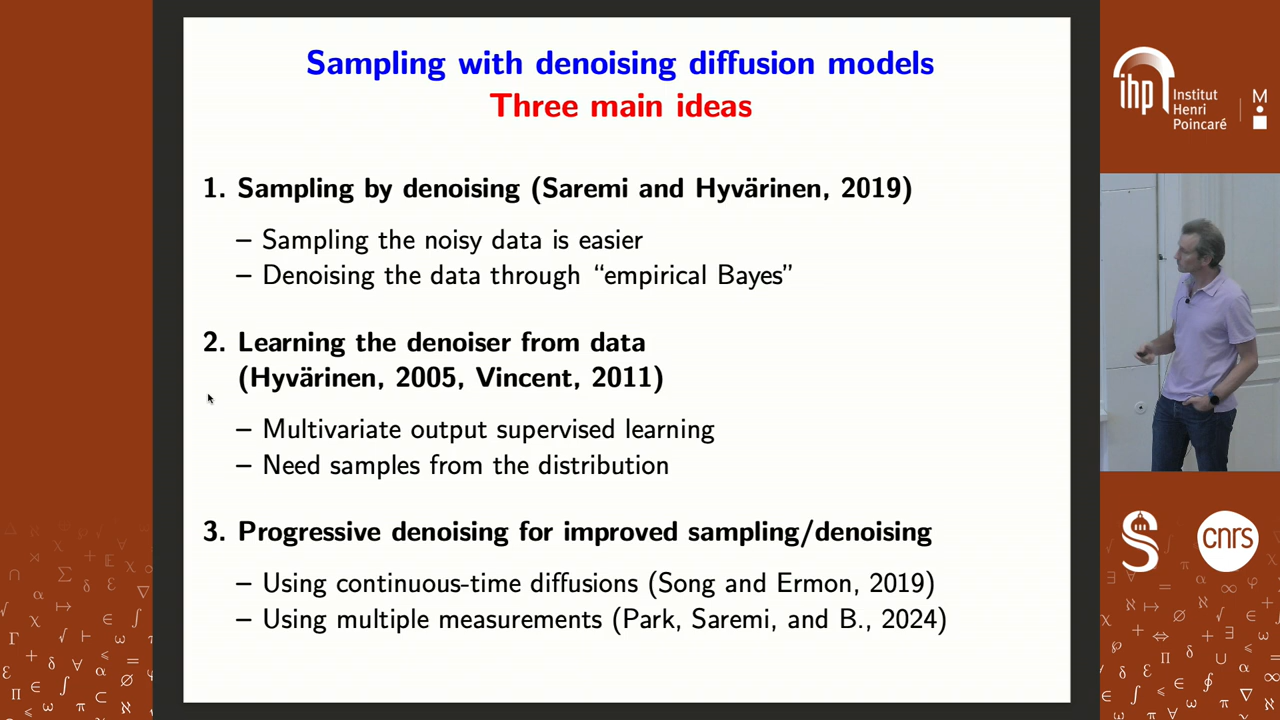 Sampling with denoising diffusion models
Three main ideas
1. Sampling by denoising (Saremi and Hyvärinen, 2019)
– Sampling the noisy data is easier
– Denoising the data through “empirical Bayes”
2. Learning the denoiser from data
(Hyvärinen, 2005, Vincent, 2011)
– Multivariate output supervised learning
– Need samples from the distribution
3. Progressive denoising for improved sampling/denoising
– Using continuous-time diffusions (Song and Ermon, 2019)
– Using multiple measurements (Park, Saremi, and B., 2024)
ihp
Institut
Henri
Poincaré
M
cnrs